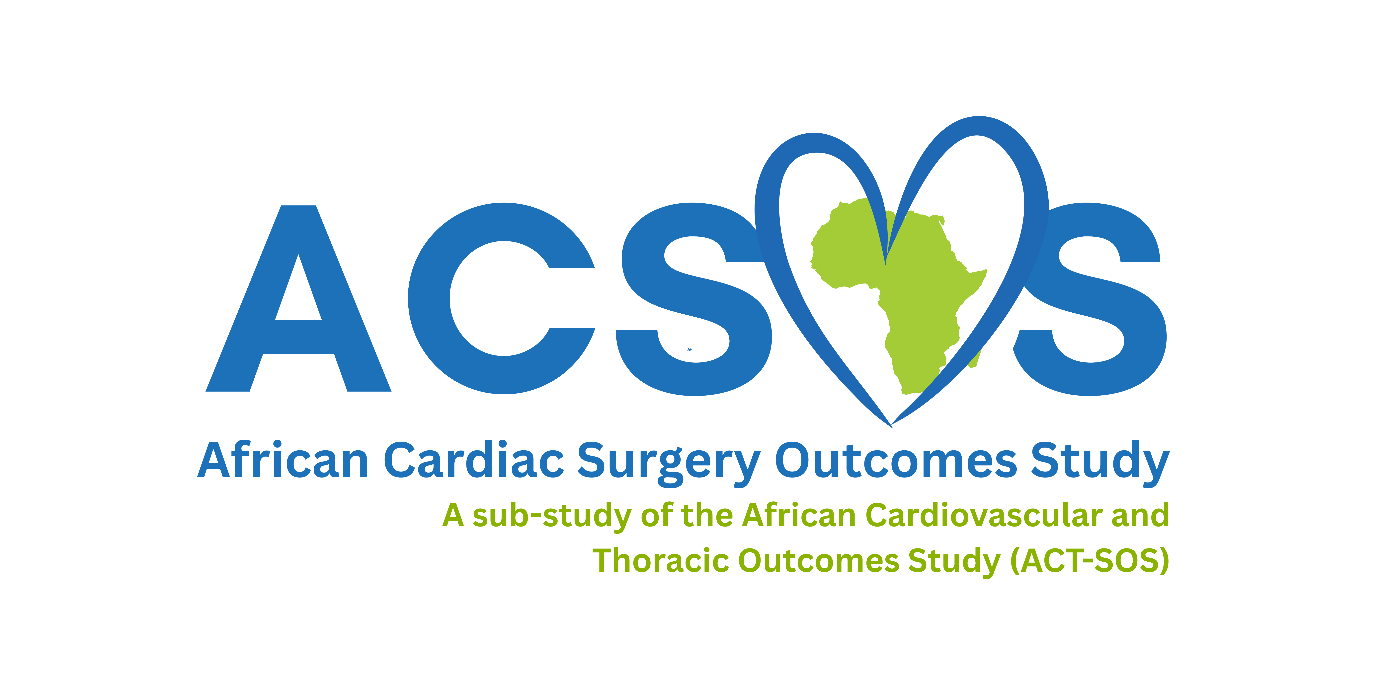 ACSOS
African Cardiac Surgery Outcomes Study
A sub-study of the African Cardiovascular and
Thoracic Outcomes Study (ACT-SOS)